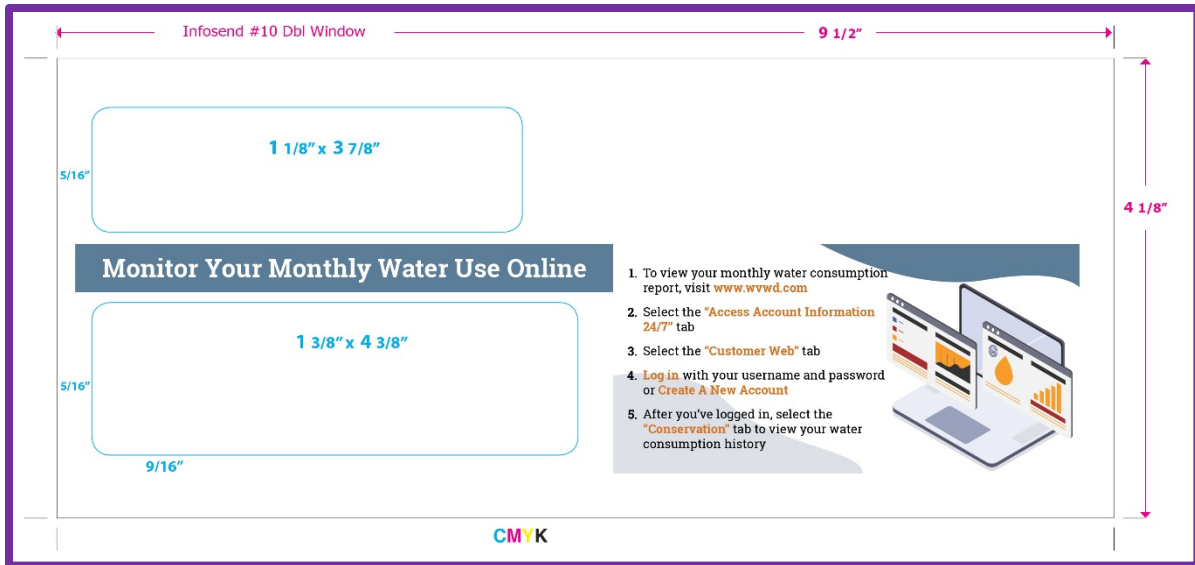 Infosend #10 Dbl Window
9 1/2”
1 1/8” x 3 7/8”
5/16”
4 1/8”
Monitor Your Monthly Water Use Online
1 3/8” x 4 3/8”
5/16”
9/16”
1. To view your monthly water consumption
report, visit www.wvwd.com
2. Select the “Access Account Information
24/7” tab
3. Select the “Customer Web” tab
4. Log in with your username and password
or Create A New Account
5. After you’ve logged in, select the
“Conservation” tab to view your water
consumption history
CMYK